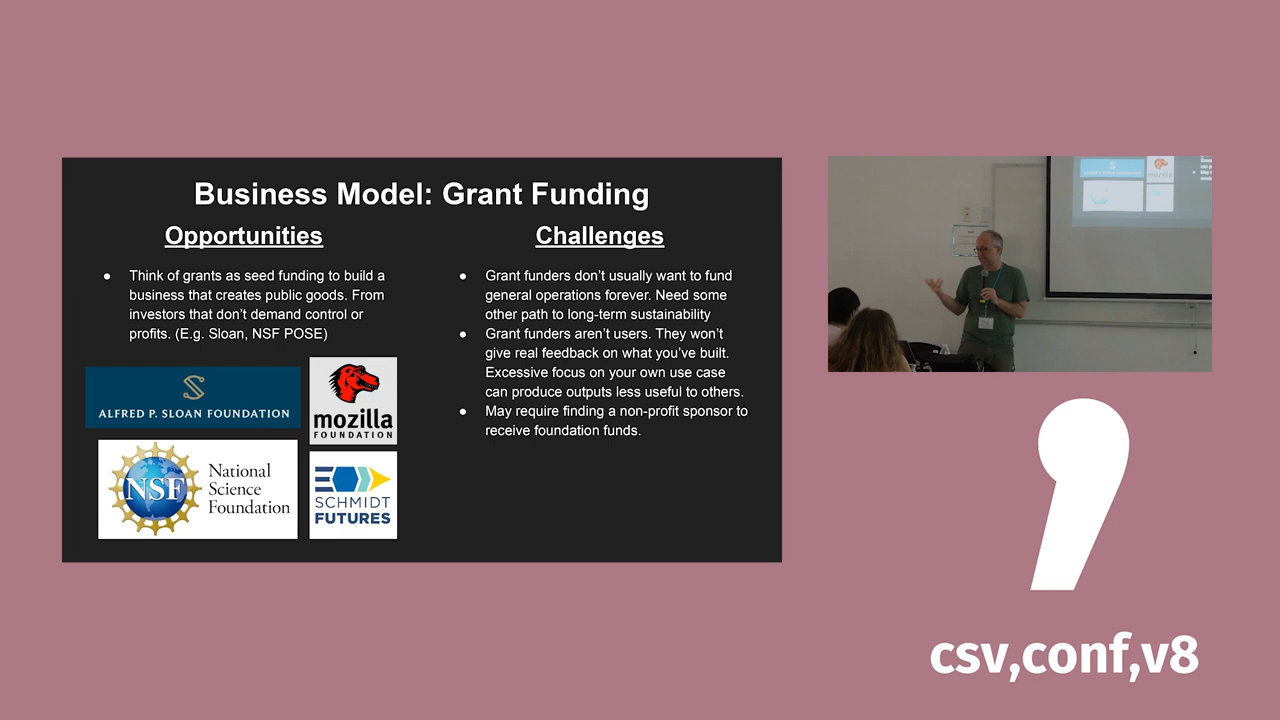 Business Model: Grant Funding
Opportunities
● Think of grants as seed funding to build a
business that creates public goods. From
investors that don’t demand control or
profits. (E.g. Sloan, NSF POSE)
ALFRED P. SLOAN FOUNDATION
mozilla
FOUNDATION
NSF
National
Science
Foundation
SCHMIDT
FUTURES
Challenges
● Grant funders don’t usually want to fund
general operations forever. Need some
other path to long-term sustainability
● Grant funders aren’t users. They won’t
give real feedback on what you’ve built.
Excessive focus on your own use case
can produce outputs less useful to others.
● May require finding a non-profit sponsor to
receive foundation funds.
mozilla
csv,conf,v8